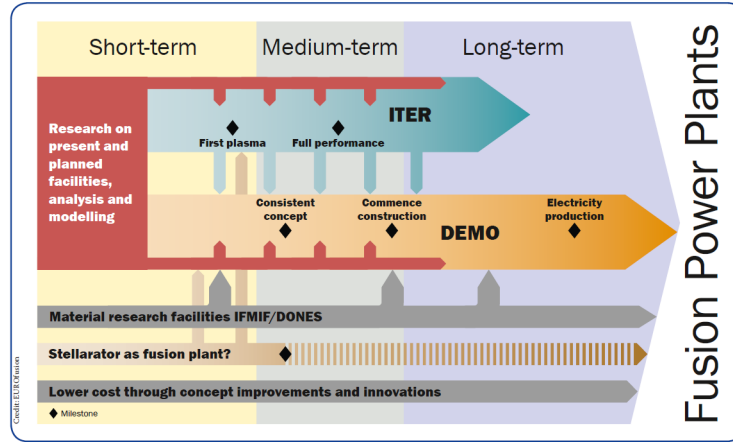 Short-term
Medium-term
Long-term
Research on
present and
planned
facilities,
analysis and
modelling
ITER
First plasma
Full performance
Consistent
concept
Commence
construction
Electricity
production
DEMO
Material research facilities IFMIF/DONES
Stellarator as fusion plant?
Lower cost through concept improvements and innovations
Milestone
Fusion Power Plants
Credit: EUROfusion